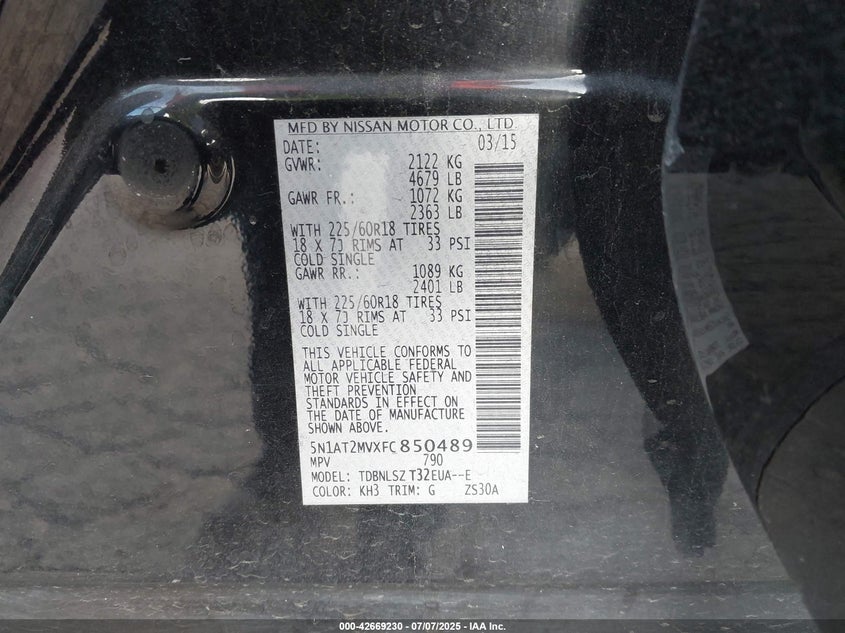 MFD BY NISSAN MOTOR CO., LTD.
DATE: 03/15
GVWR: 2122 KG
4679 LB
GAWR FR.: 1072 KG
2363 LB
WITH 225/60R18 TIRES
18 X 7J RIMS AT 33 PSI
COLD SINGLE
GAWR RR.: 1089 KG
2401 LB
WITH 225/60R18 TIRES
18 X 7J RIMS AT 33 PSI
COLD SINGLE
THIS VEHICLE CONFORMS TO
ALL APPLICABLE FEDERAL
MOTOR VEHICLE SAFETY AND
THEFT PREVENTION
STANDARDS IN EFFECT ON
THE DATE OF MANUFACTURE
SHOWN ABOVE.
5N1AT2MVXFC850489
MPV 790
MODEL: TDBNLSZ T32EUA--E
COLOR: KH3 TRIM: G ZS30A
000-42669230 - 07/07/2025 - IAA Inc.